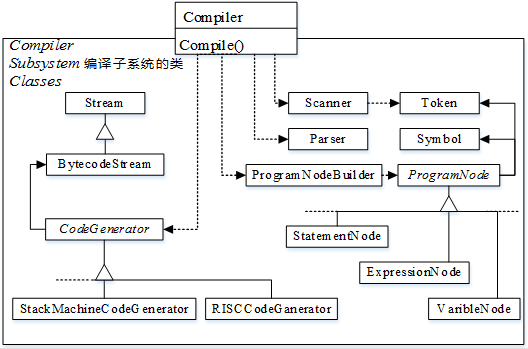 Compiler
Compile()
Compiler
Subsystem 编译子系统的类
Classes
Stream
Scanner
Token
Parser
Symbol
BytecodeStream
ProgramNodeBuilder
ProgramNode
CodeGenerator
StatementNode
ExpressionNode
StackMachineCodeGenerator
RISCCodeGanerator
VaribleNode